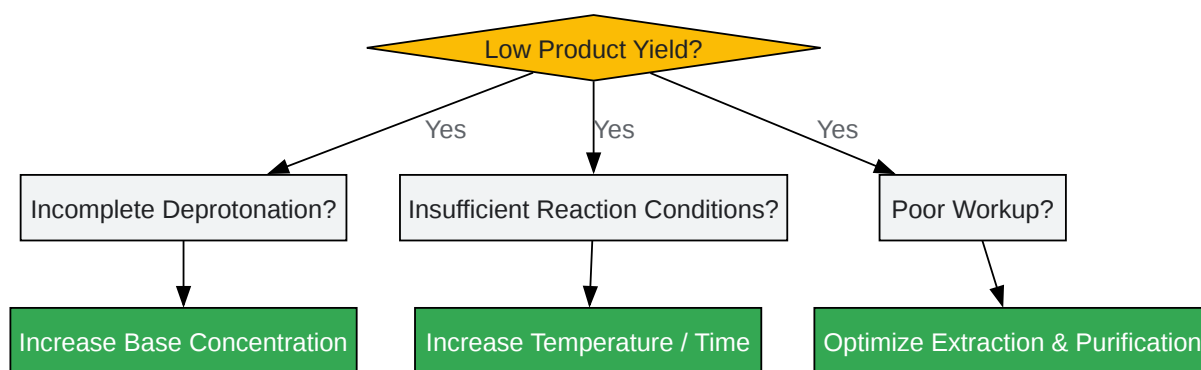 Low Product Yield?
Yes
Yes
Yes
Incomplete Deprotonation?
Insufficient Reaction Conditions?
Poor Workup?
Increase Base Concentration
Increase Temperature / Time
Optimize Extraction & Purification